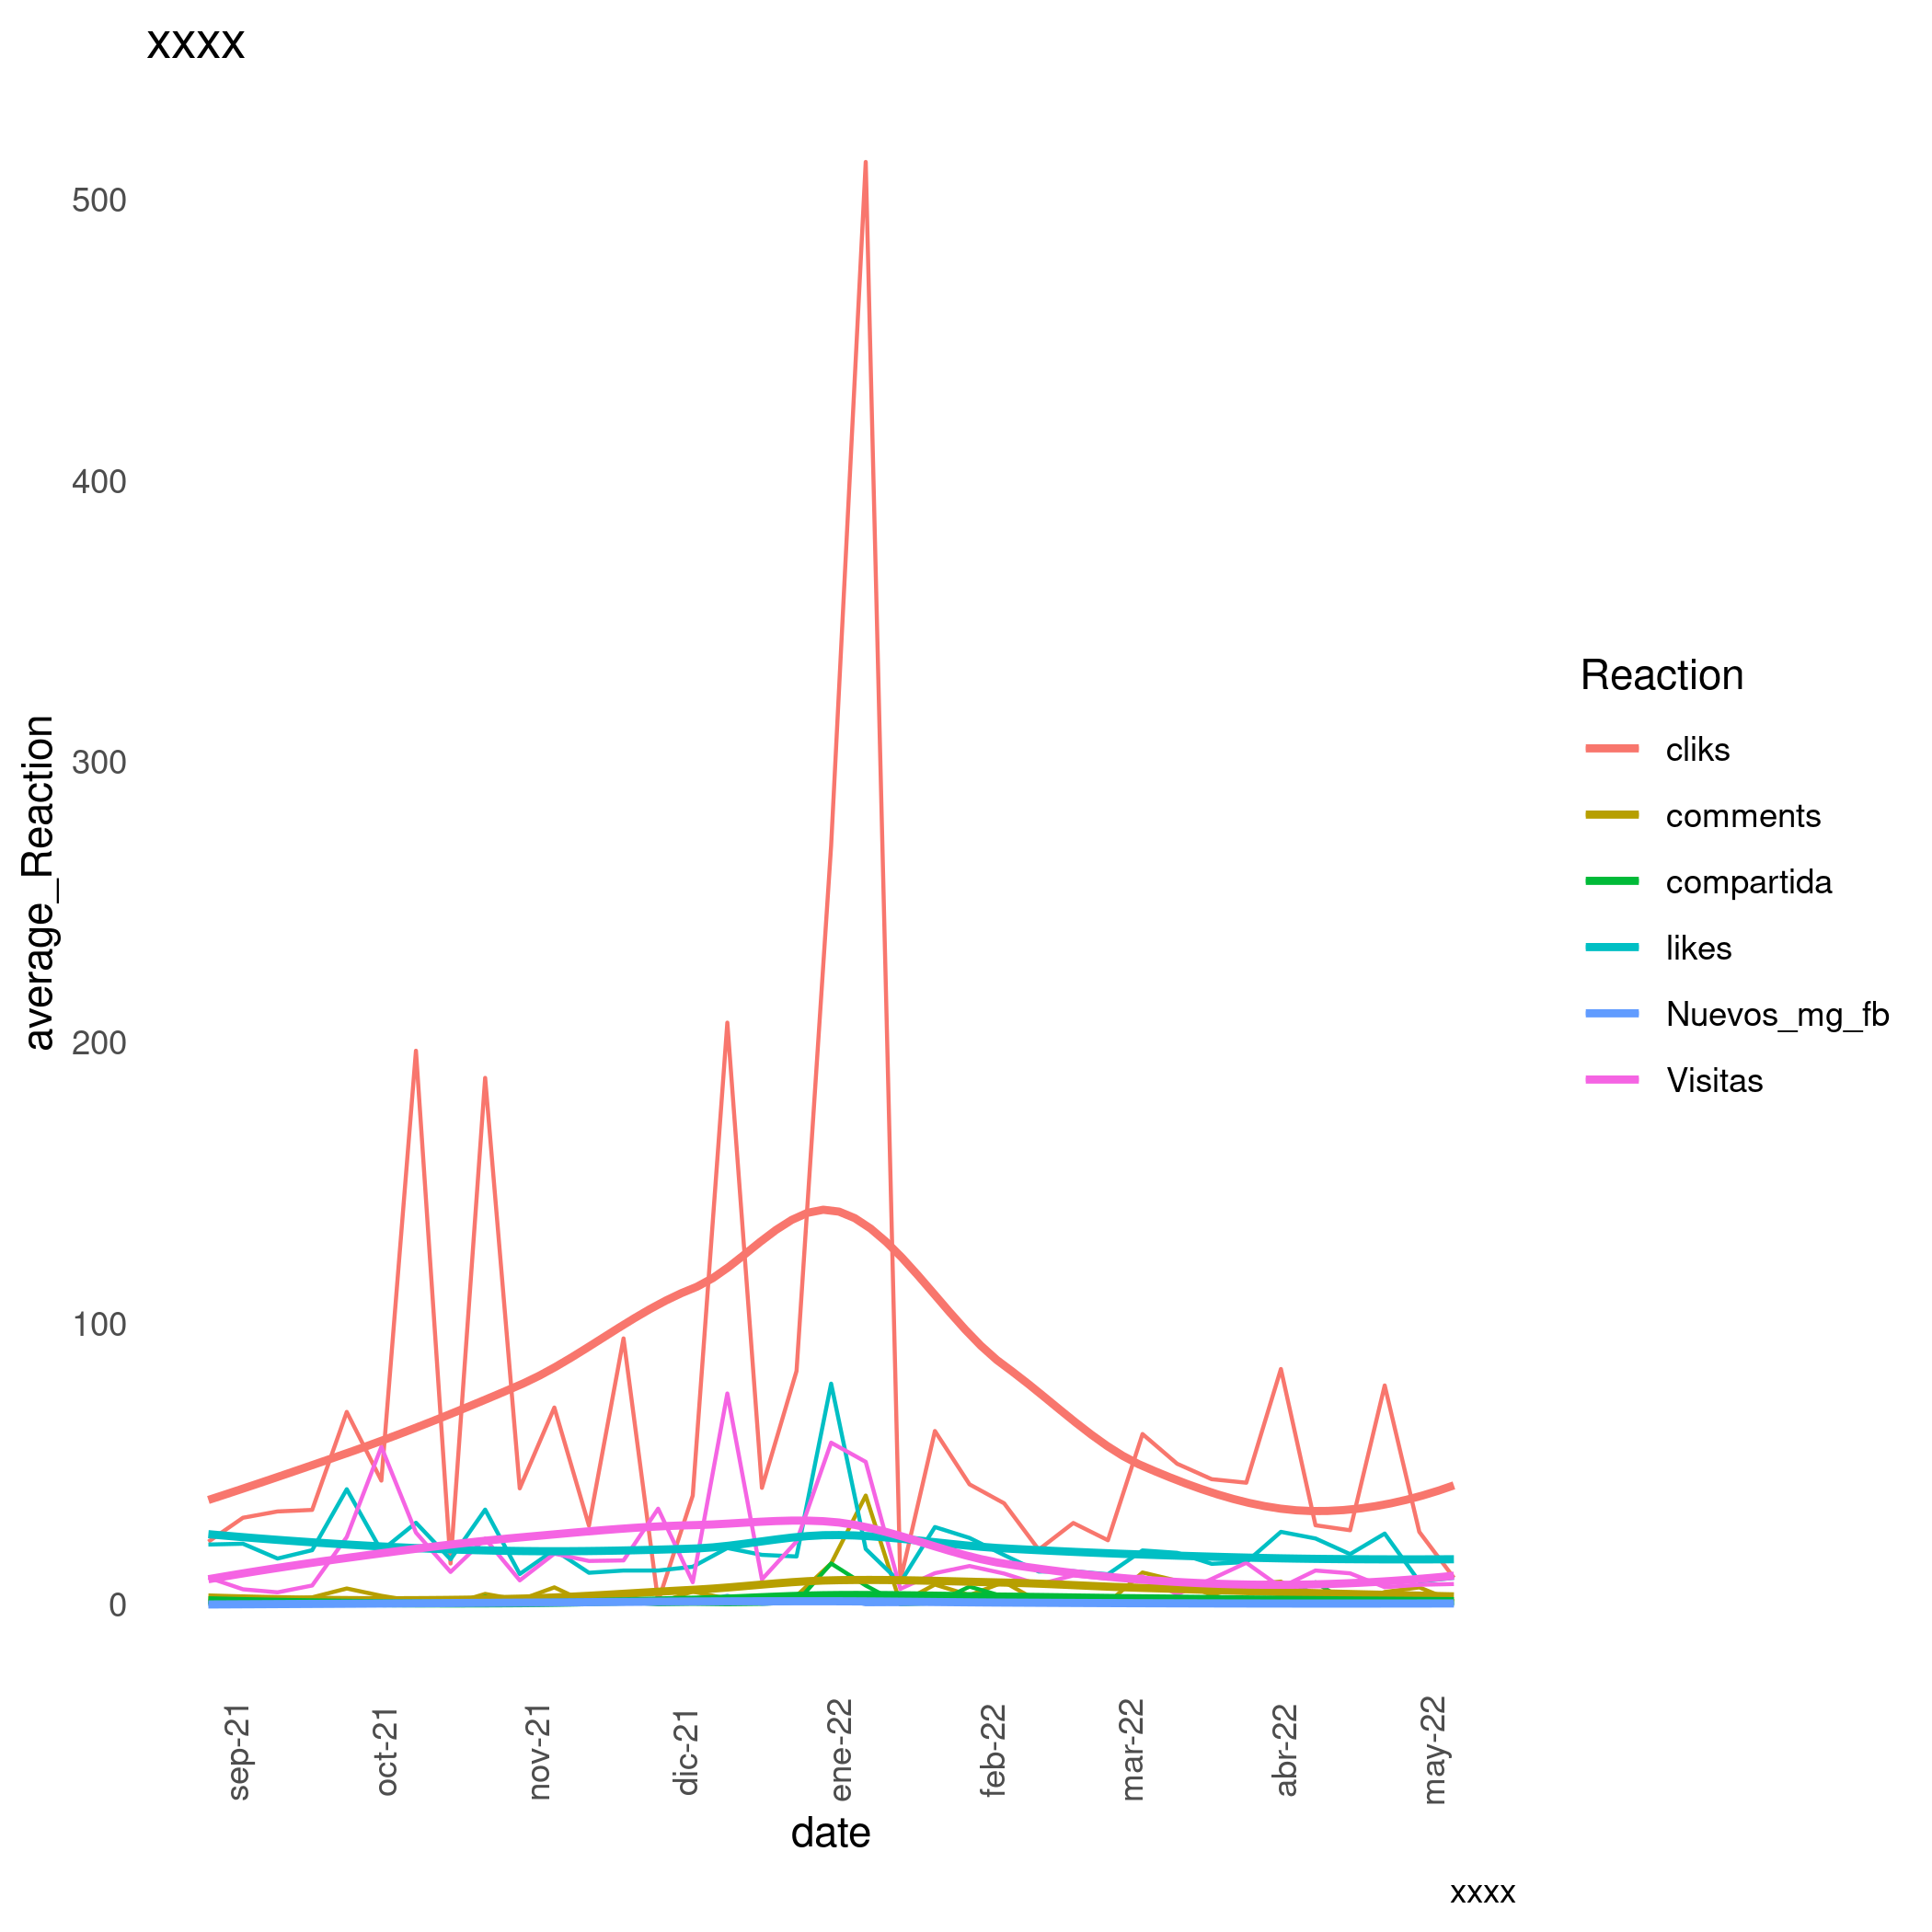 xxxx
500
400
300
200
100
0
average_Reaction
sep-21
oct-21
nov-21
dic-21
ene-22
feb-22
mar-22
abr-22
may-22
date
Reaction
cliks
comments
compartida
likes
Nuevos_mg_fb
Visitas
xxxx